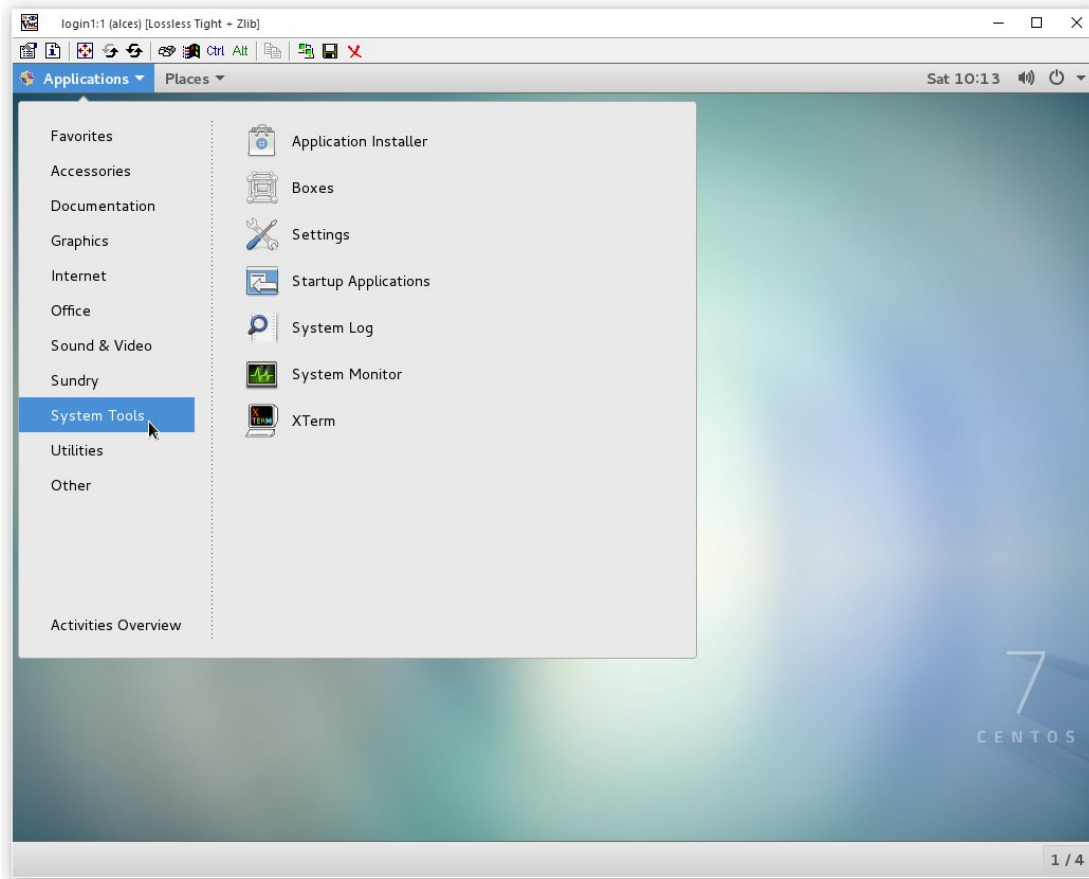 login1:1 (alces) [Lossless Tight + Zlib]
Ctrl Alt
Applications Places Sat 10:13
Favorites
Accessories
Documentation
Graphics
Internet
Office
Sound & Video
Sundry
System Tools
Utilities
Other
Activities Overview
Application Installer
Boxes
Settings
Startup Applications
System Log
System Monitor
XTerm
7
CENTOS
1 / 4